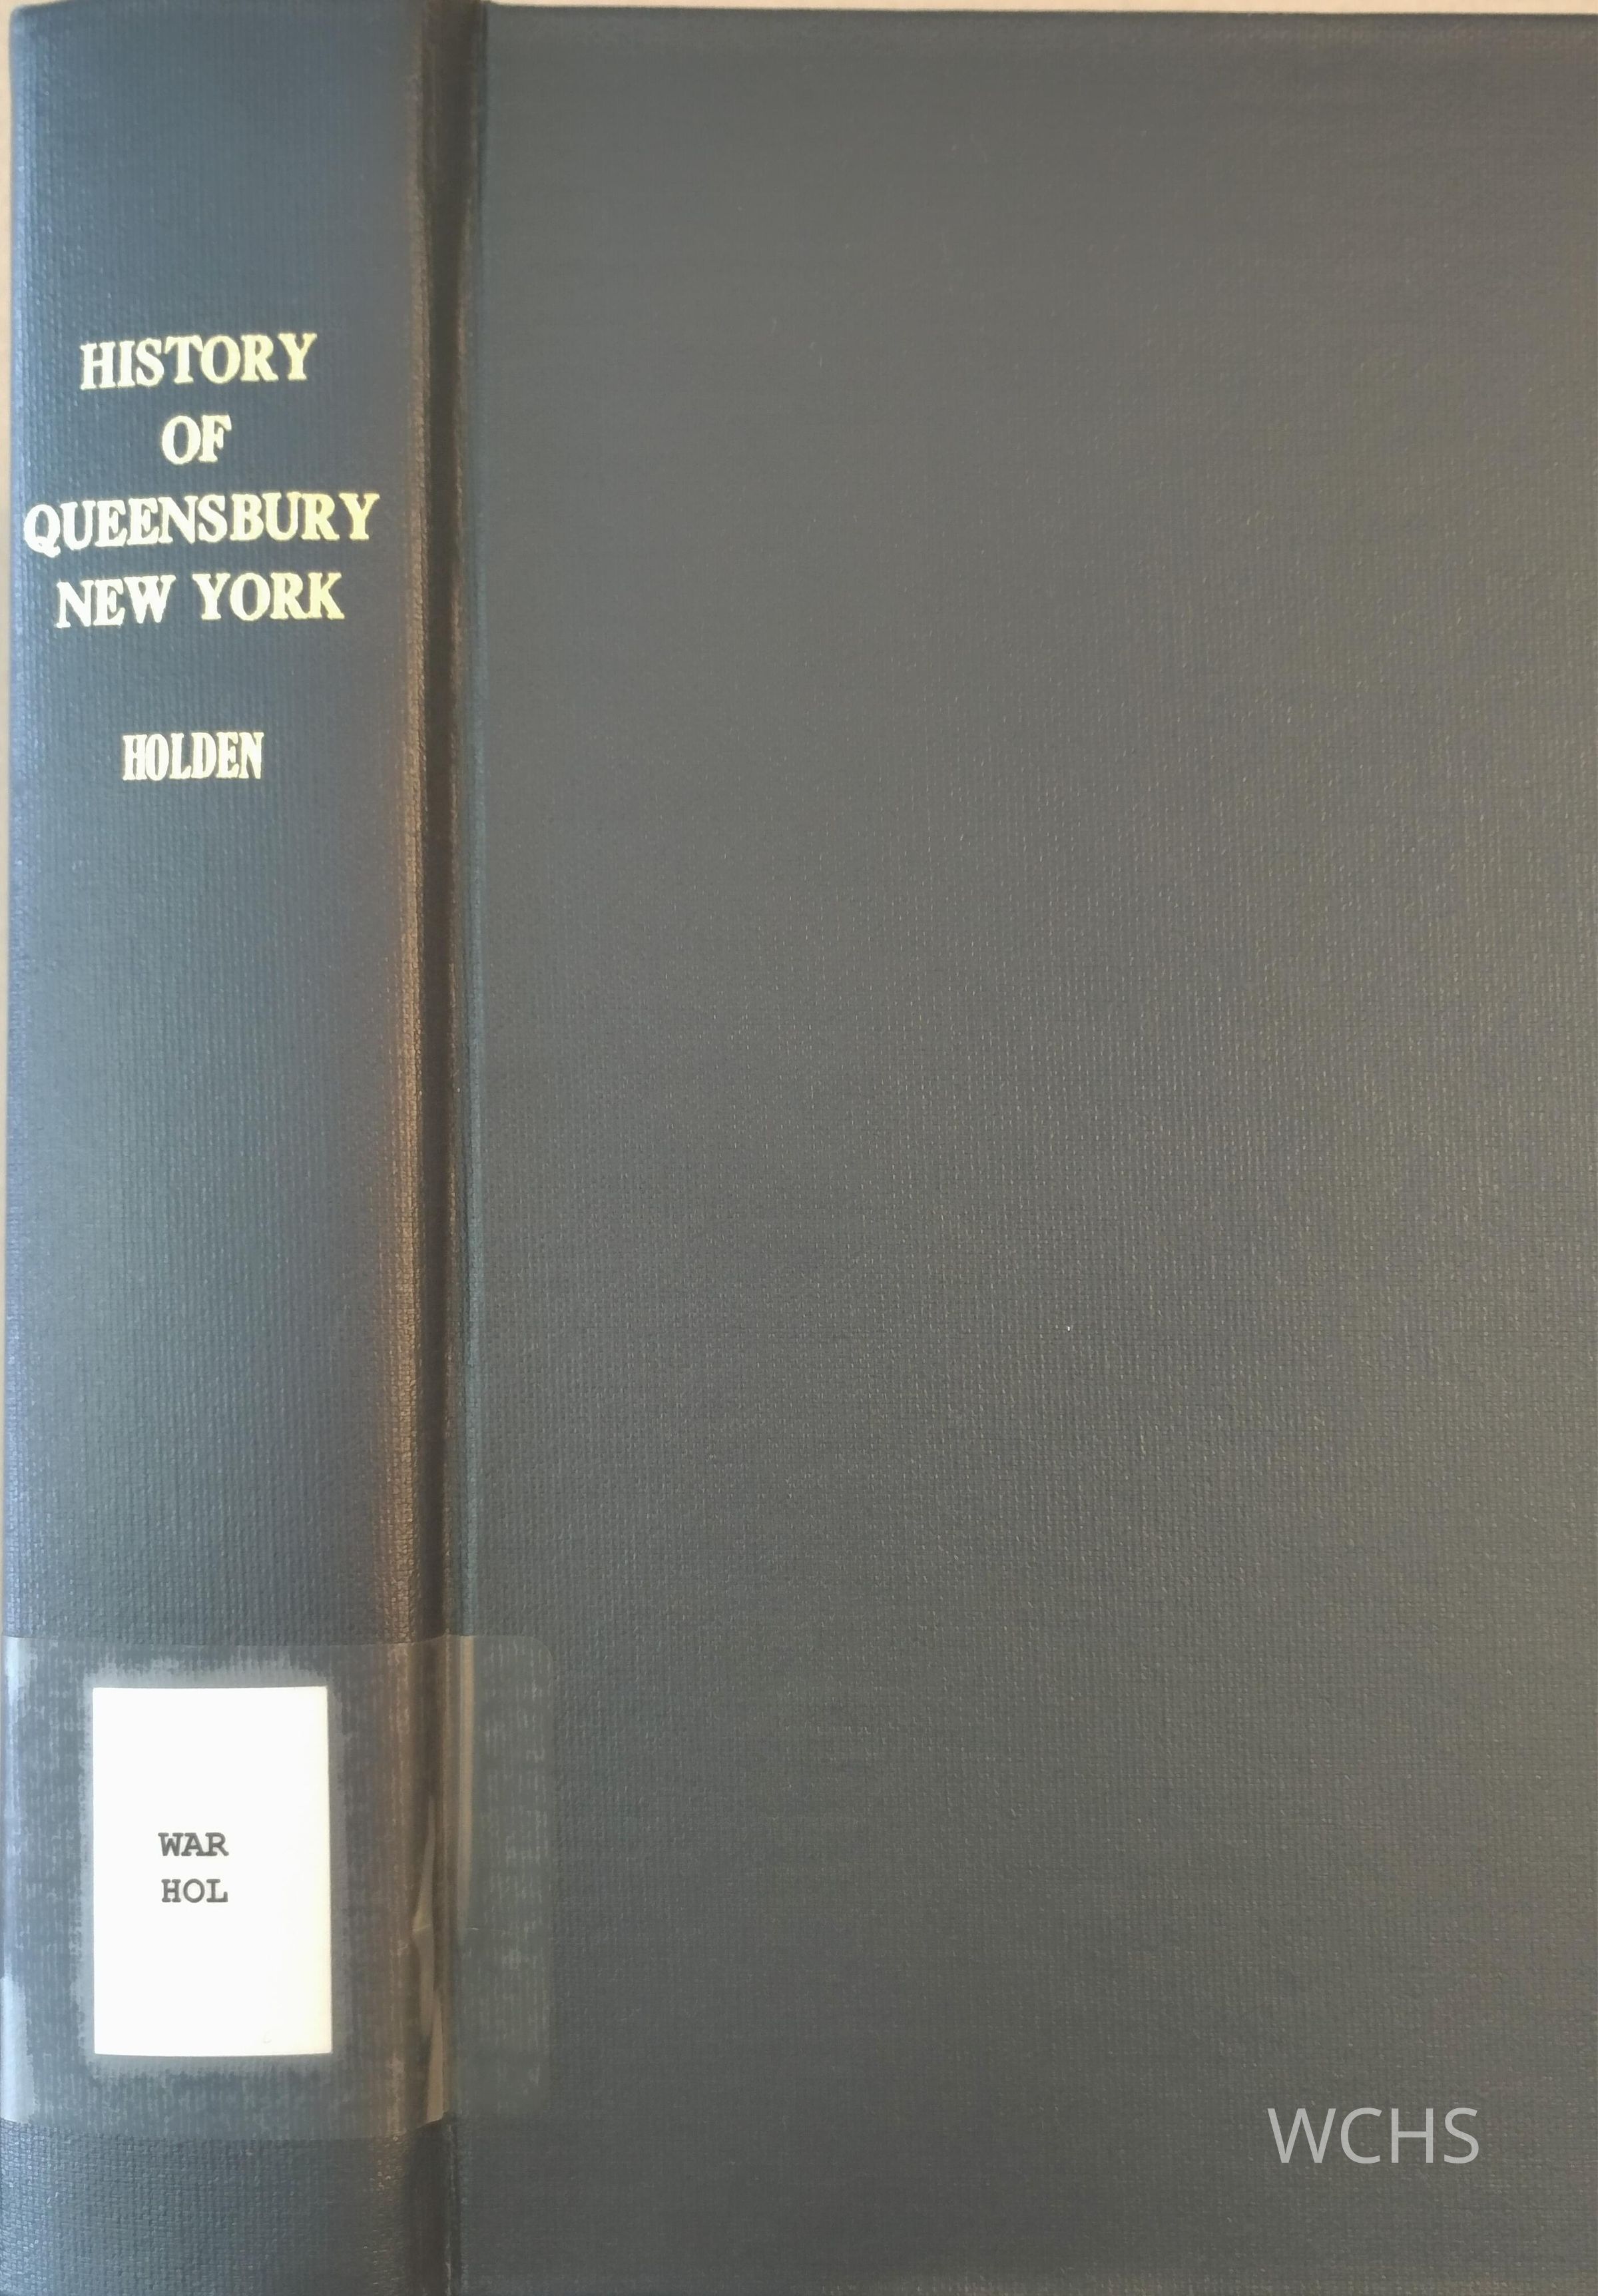 HISTORY
OF
QUEENSBURY
NEW YORK
HOLDEN
WAR
HOL
WCHS